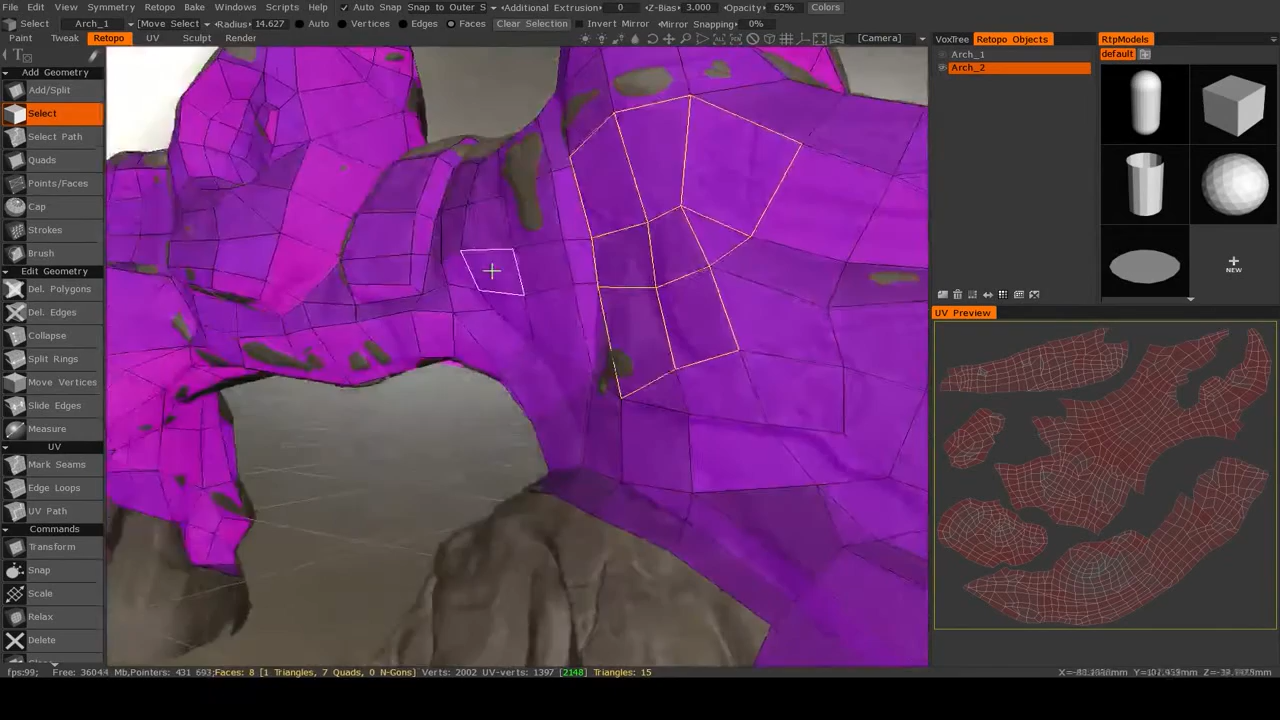 File Edit View Symmetry Retopo Bake Windows Scripts Help Auto Snap Snap to Outer S Additional Extrusion 0 Z-Bias 3.000 Opacity 62% Colors
Select Arch_1 [Move Select] Radius 14.627 Auto Vertices Edges Faces Clear Selection Invert Mirror Mirror Snapping 0%
Tweak Paint Retopo UV Sculpt Render [Camera]
VoxTree Retopo Objects
Arch_1
Arch_2
RtpModels
default
NEW
UV Preview
Add Geometry
Add/Split
Select
Select Path
Quads
Points/Faces
Cap
Strokes
Brush
Edit Geometry
Del. Polygons
Del. Edges
Collapse
Split Rings
Move Vertices
Slide Edges
Measure
UV
Mark Seams
Edge Loops
UV Path
Commands
Transform
Snap
Scale
Relax
Delete
fps:99; Free: 36044 Mb,Pointers: 431 693;Faces: 8 [1 Triangles, 7 Quads, 0 N-Gons] Verts: 2002 UV-verts: 1397 [2148] Triangles: 15